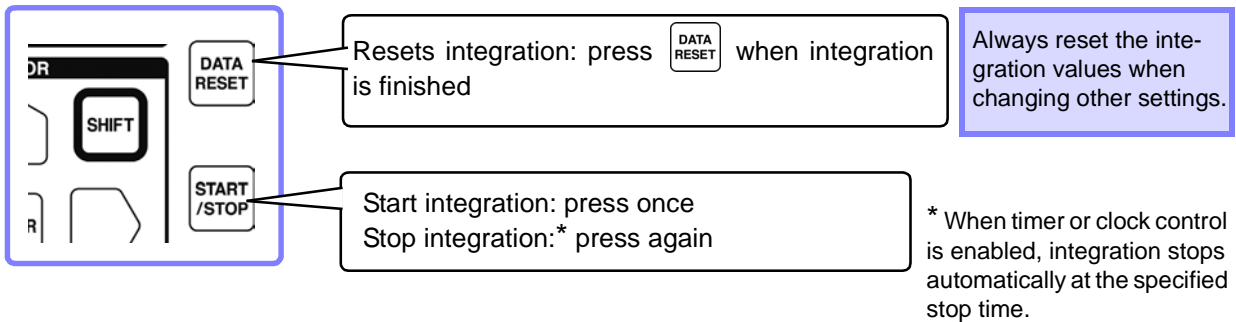 OR
DATA
RESET
SHIFT
START
/STOP
R
Resets integration: press DATA RESET when integration
is finished
Always reset the inte-
gration values when
changing other settings.
Start integration: press once
Stop integration:* press again
* When timer or clock control
is enabled, integration stops
automatically at the specified
stop time.